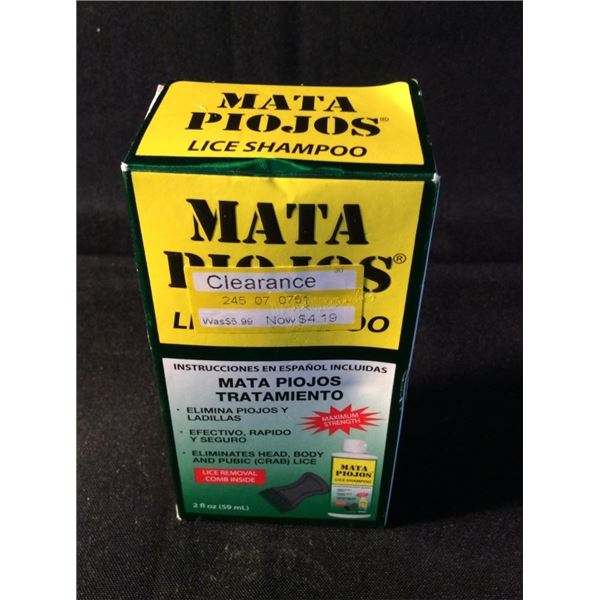 MATA
PIOJOS®
LICE SHAMPOO
MATA
PIOJOS®
Clearance 30
245 07 0751
Was$5.99 Now $4.19
INSTRUCCIONES EN ESPAÑOL INCLUIDAS
MATA PIOJOS
TRATAMIENTO
• ELIMINA PIOJOS Y
LADILLAS
• EFECTIVO, RAPIDO
Y SEGURO
• ELIMINATES HEAD, BODY
AND PUBIC (CRAB) LICE
MAXIMUM
STRENGTH
LICE REMOVAL
COMB INSIDE
MATA
PIOJOS
LICE SHAMPOO
2 fl oz (59 mL)